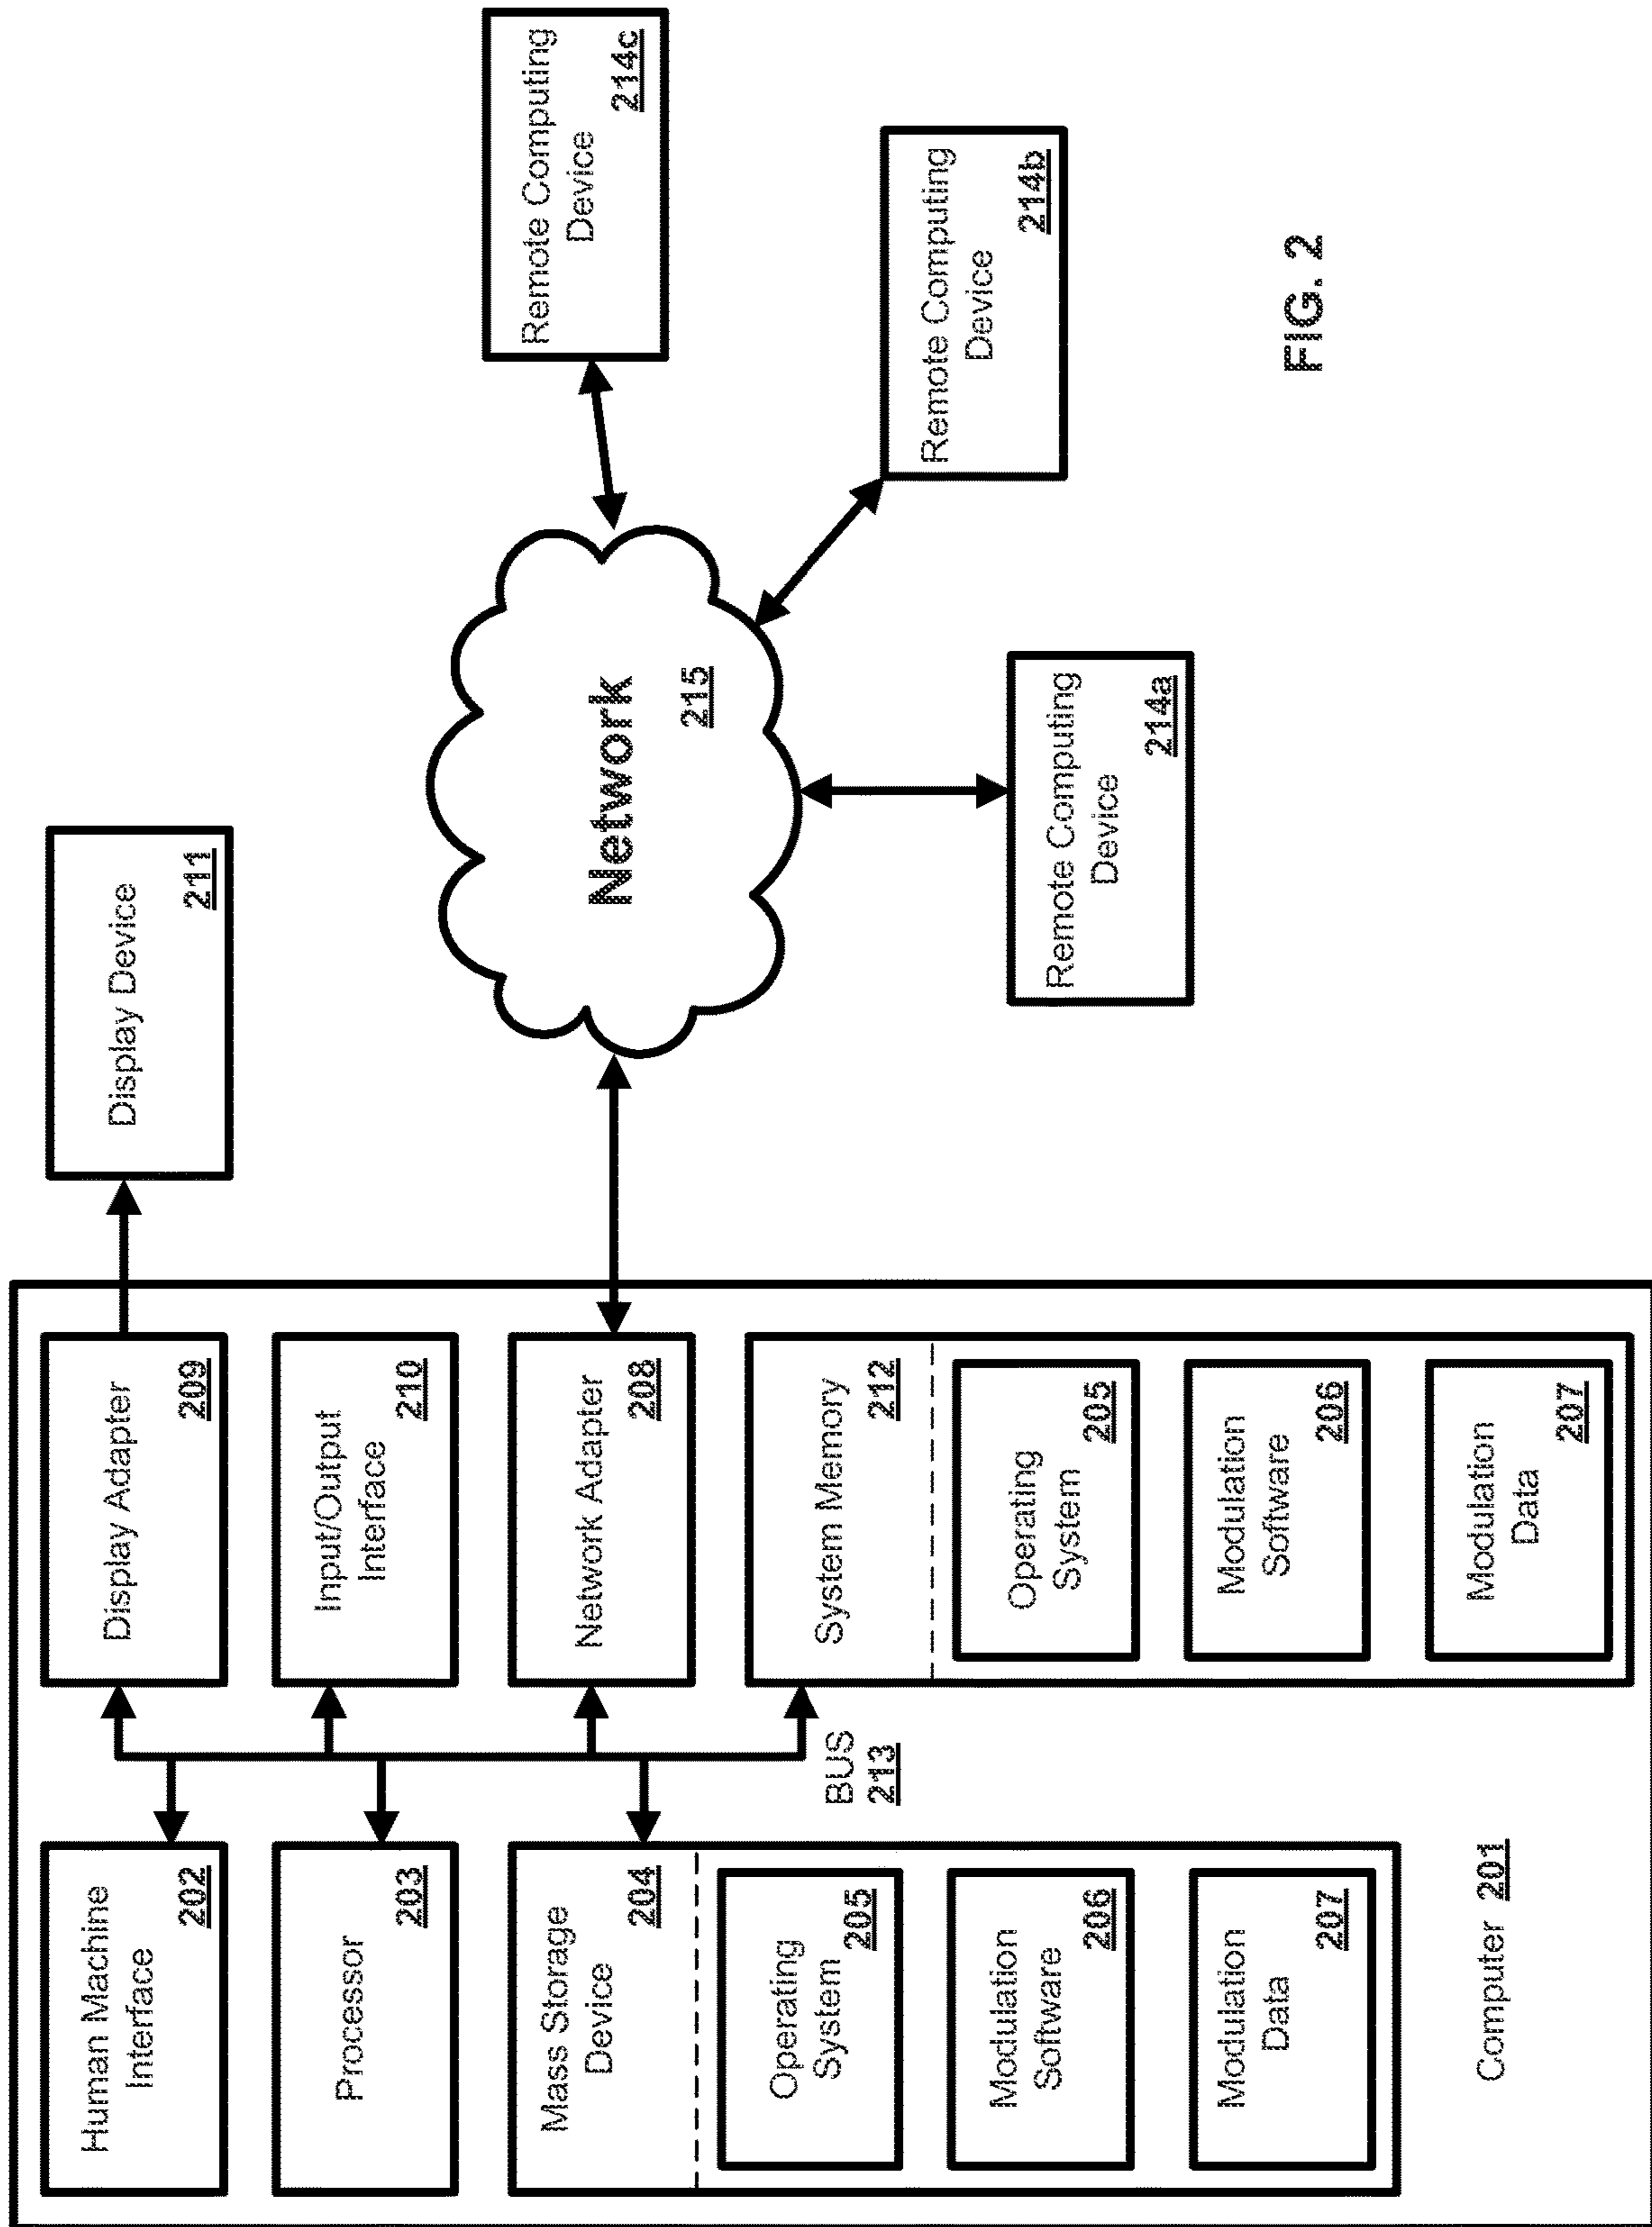 Human Machine
Interface
202
Processor
203
Mass Storage
Device
204
Operating
System
205
Modulation
Software
206
Modulation
Data
207
Computer 201
BUS
213
Display Adapter
209
Input/Output
Interface
210
Network Adapter
208
System Memory
212
Operating
System
205
Modulation
Software
206
Modulation
Data
207
Display Device
211
Network
215
Remote Computing
Device
214a
Remote Computing
Device
214b
Remote Computing
Device
214c
FIG. 2